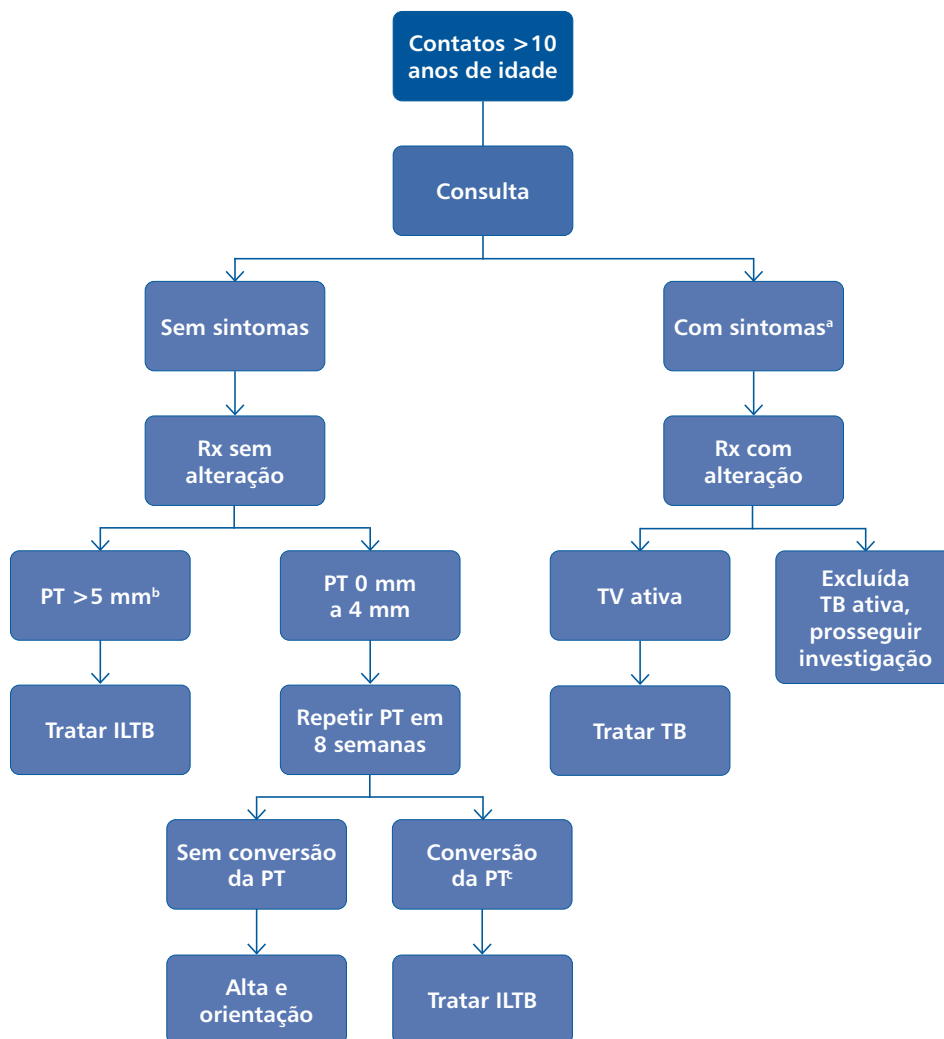 Contatos >10
anos de idade
Consulta
Sem sintomas
Com sintomasᵃ
Rx sem
alteração
Rx com
alteração
PT >5 mmᵇ
PT 0 mm
a 4 mm
TV ativa
Excluída
TB ativa,
prosseguir
investigação
Tratar ILTB
Repetir PT em
8 semanas
Tratar TB
Sem conversão
da PT
Conversão
da PTᶜ
Alta e
orientação
Tratar ILTB